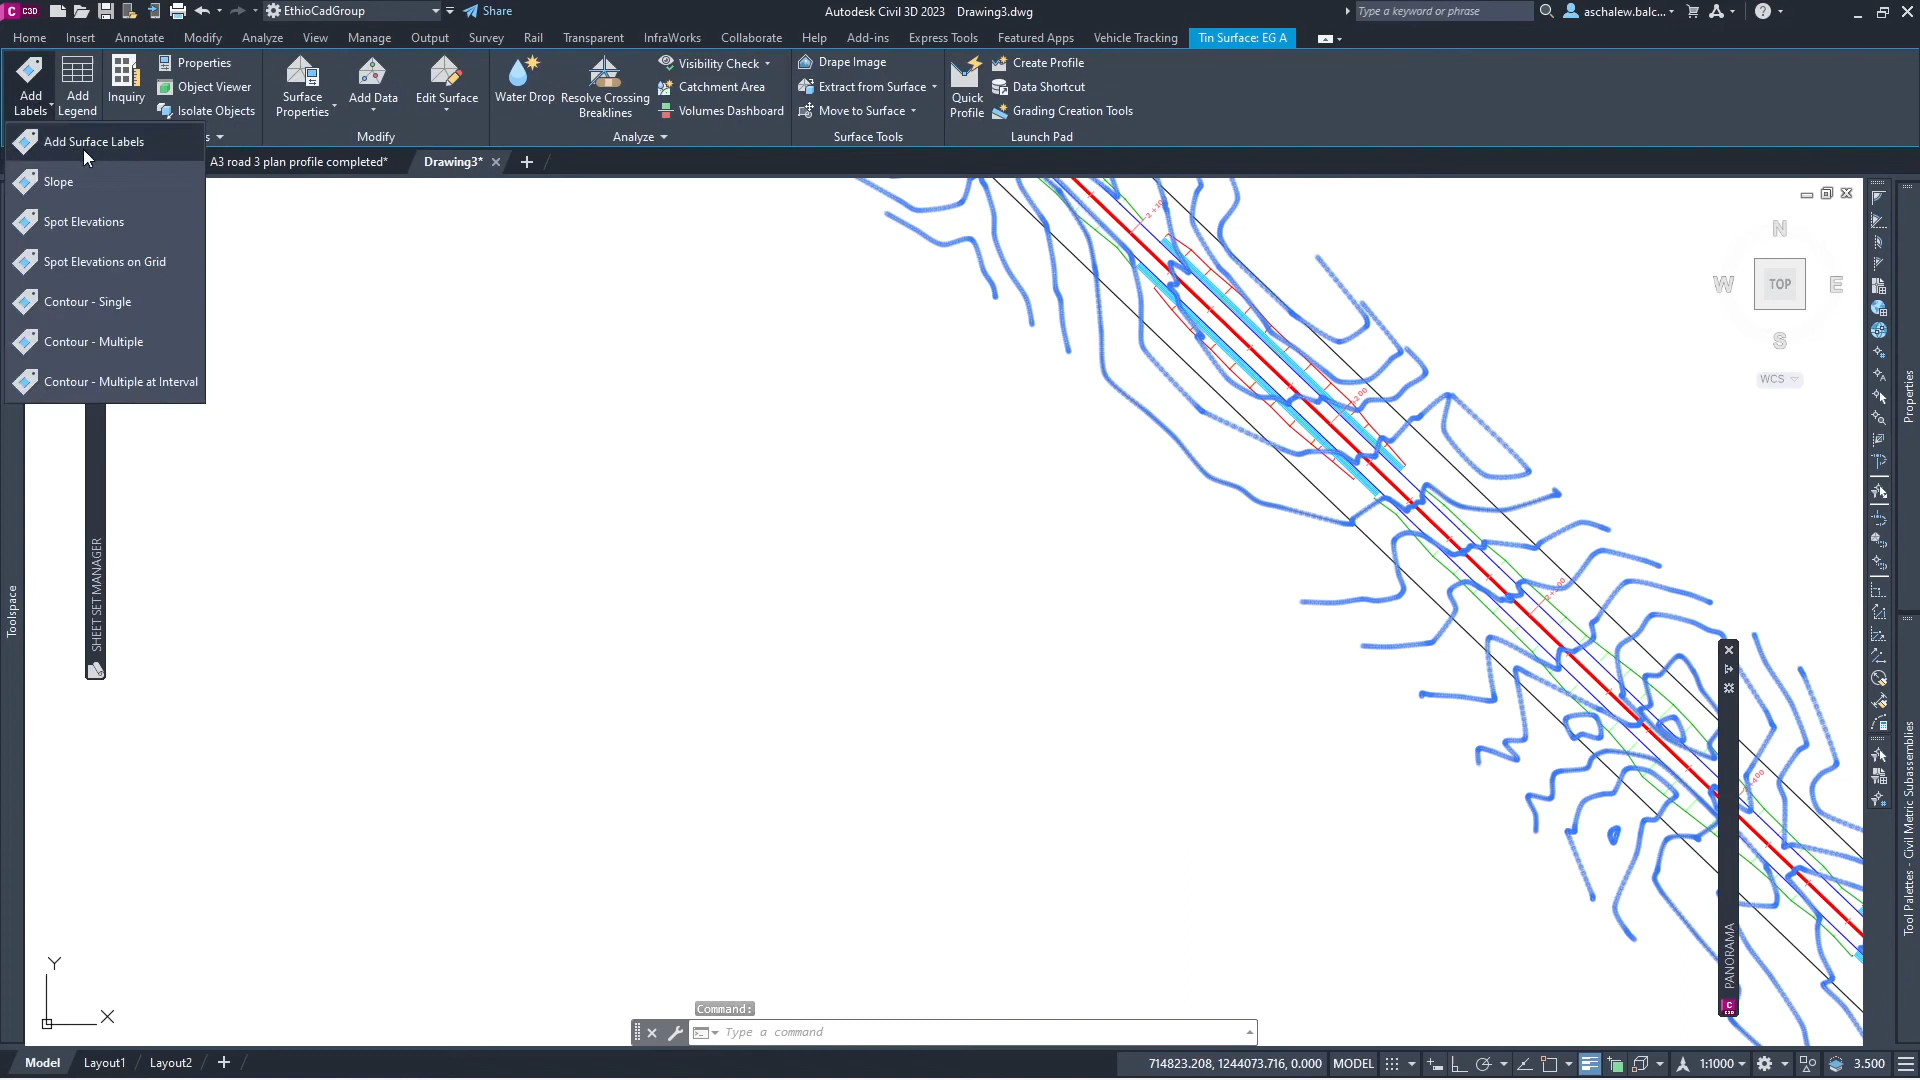 C C3D EthioCadGroup Share Autodesk Civil 3D 2023 Drawing3.dwg Type a keyword or phrase aschalew.balc...
Home Insert Annotate Modify Analyze View Manage Output Survey Rail Transparent InfraWorks Collaborate Help Add-ins Express Tools Featured Apps Vehicle Tracking Tin Surface: EG A
Add Labels
Add Legend
Inquiry
Properties
Object Viewer
Isolate Objects
Surface Properties
Add Data
Edit Surface
Modify
Water Drop
Resolve Crossing Breaklines
Visibility Check
Catchment Area
Volumes Dashboard
Analyze
Drape Image
Extract from Surface
Move to Surface
Surface Tools
Quick Profile
Create Profile
Data Shortcut
Grading Creation Tools
Launch Pad
A3 road 3 plan profile completed*
Drawing3*
Add Surface Labels
Slope
Spot Elevations
Spot Elevations on Grid
Contour - Single
Contour - Multiple
Contour - Multiple at Interval
Toolspace
SHEET SET MANAGER
N
W
TOP
E
S
WCS
Properties
Tool Palettes - Civil Metric Subassemblies
PANORAMA
Y
X
Command:
Type a command
Model Layout1 Layout2
714823.208, 1244073.716, 0.000 MODEL 1:1000 3.500